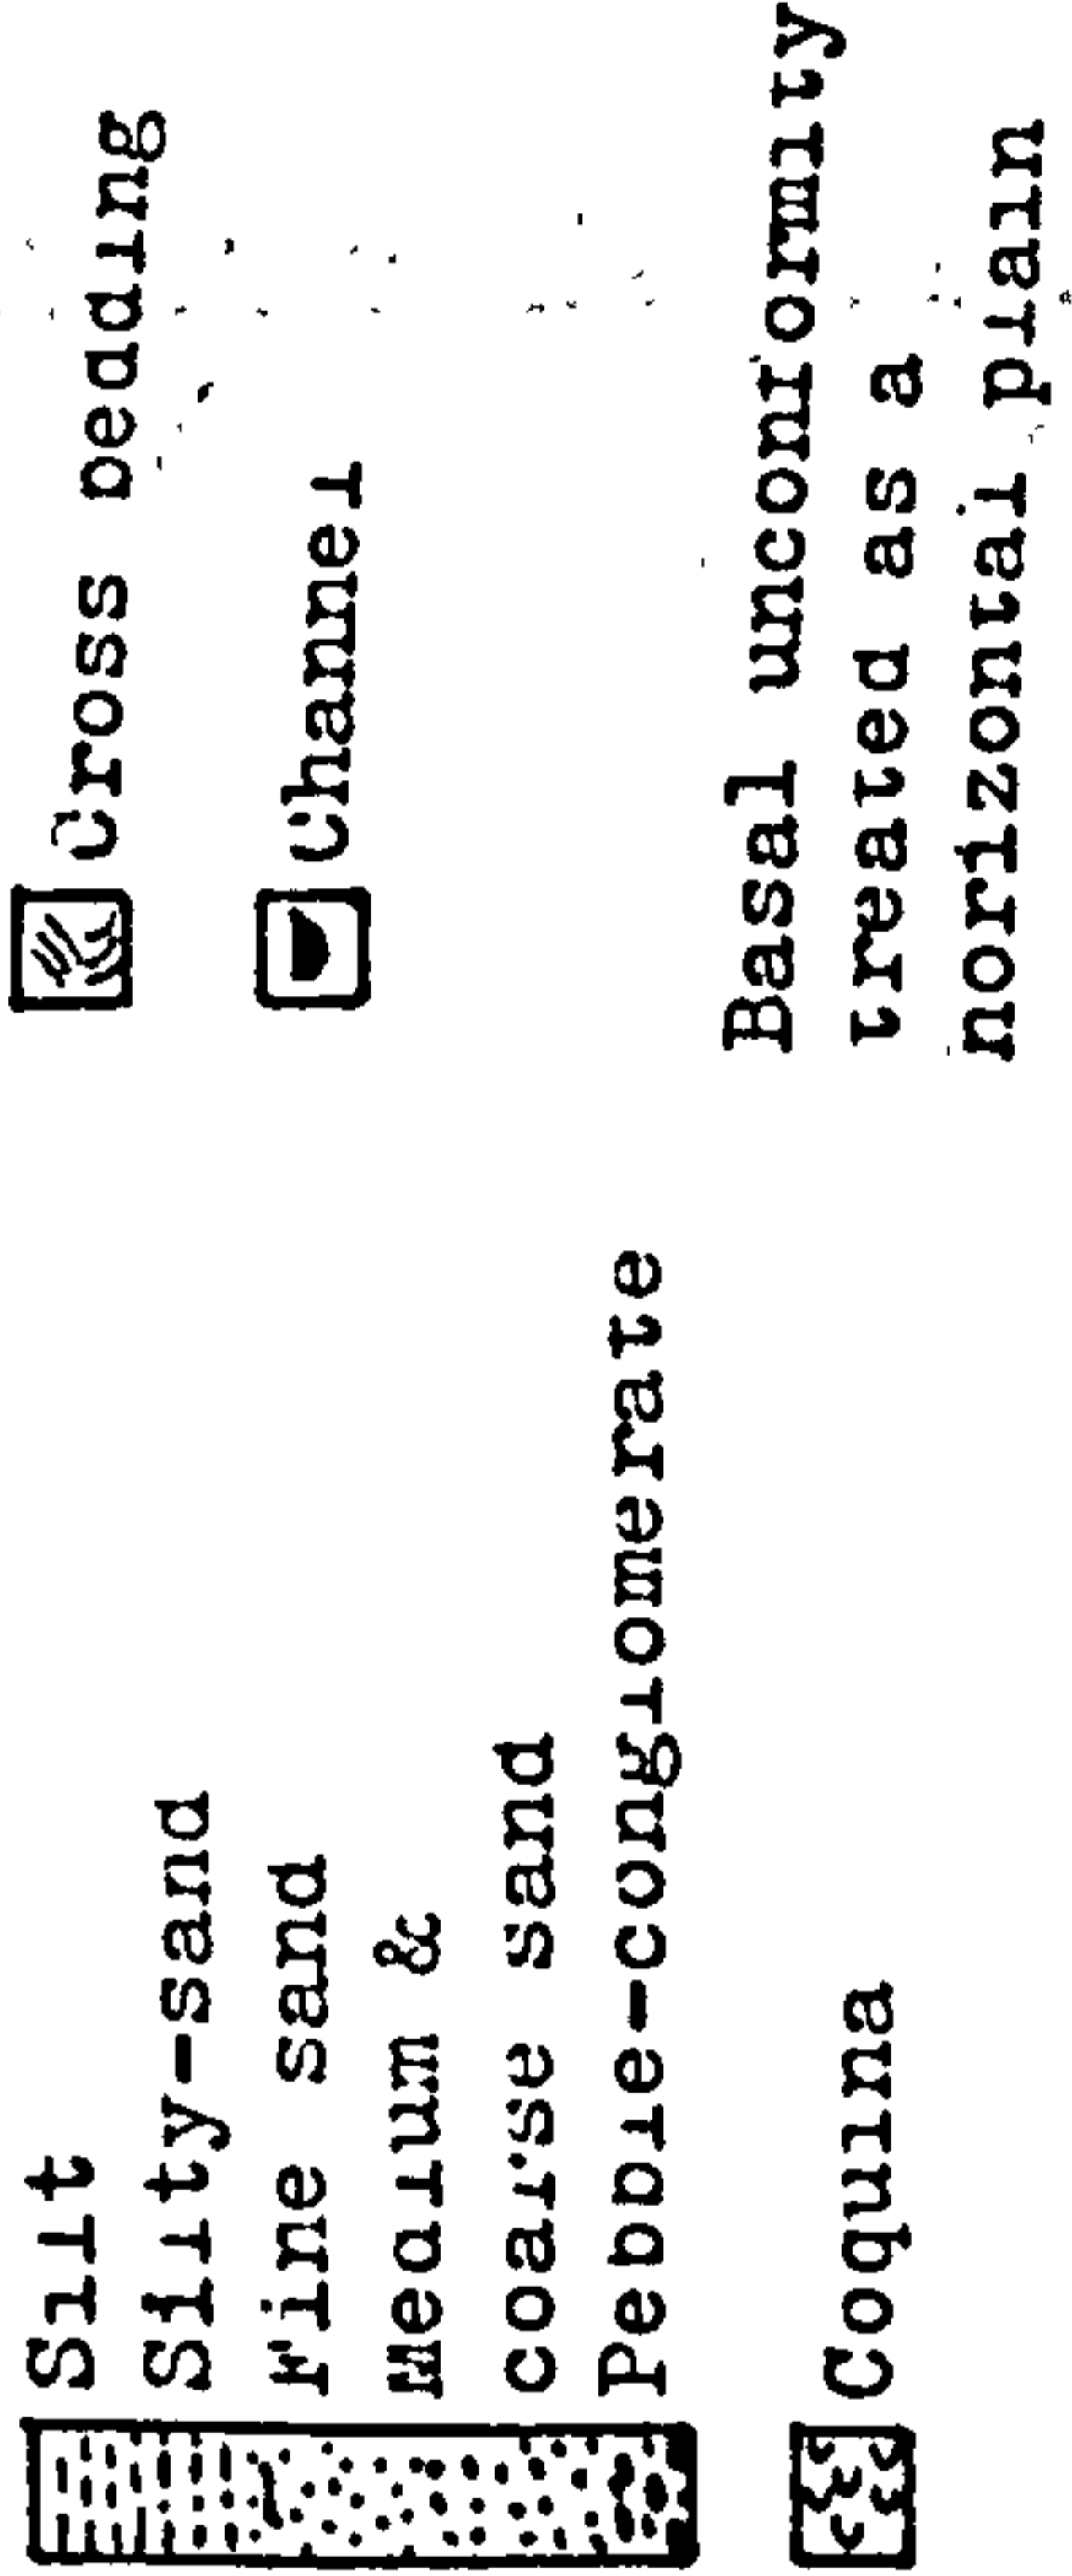 Silt
Silty-sand
Fine sand
Medium &
coarse sand
Pebble-conglomerate
Coquina
Cross bedding
Channel
Basal unconformity
treated as a
horizontal plain